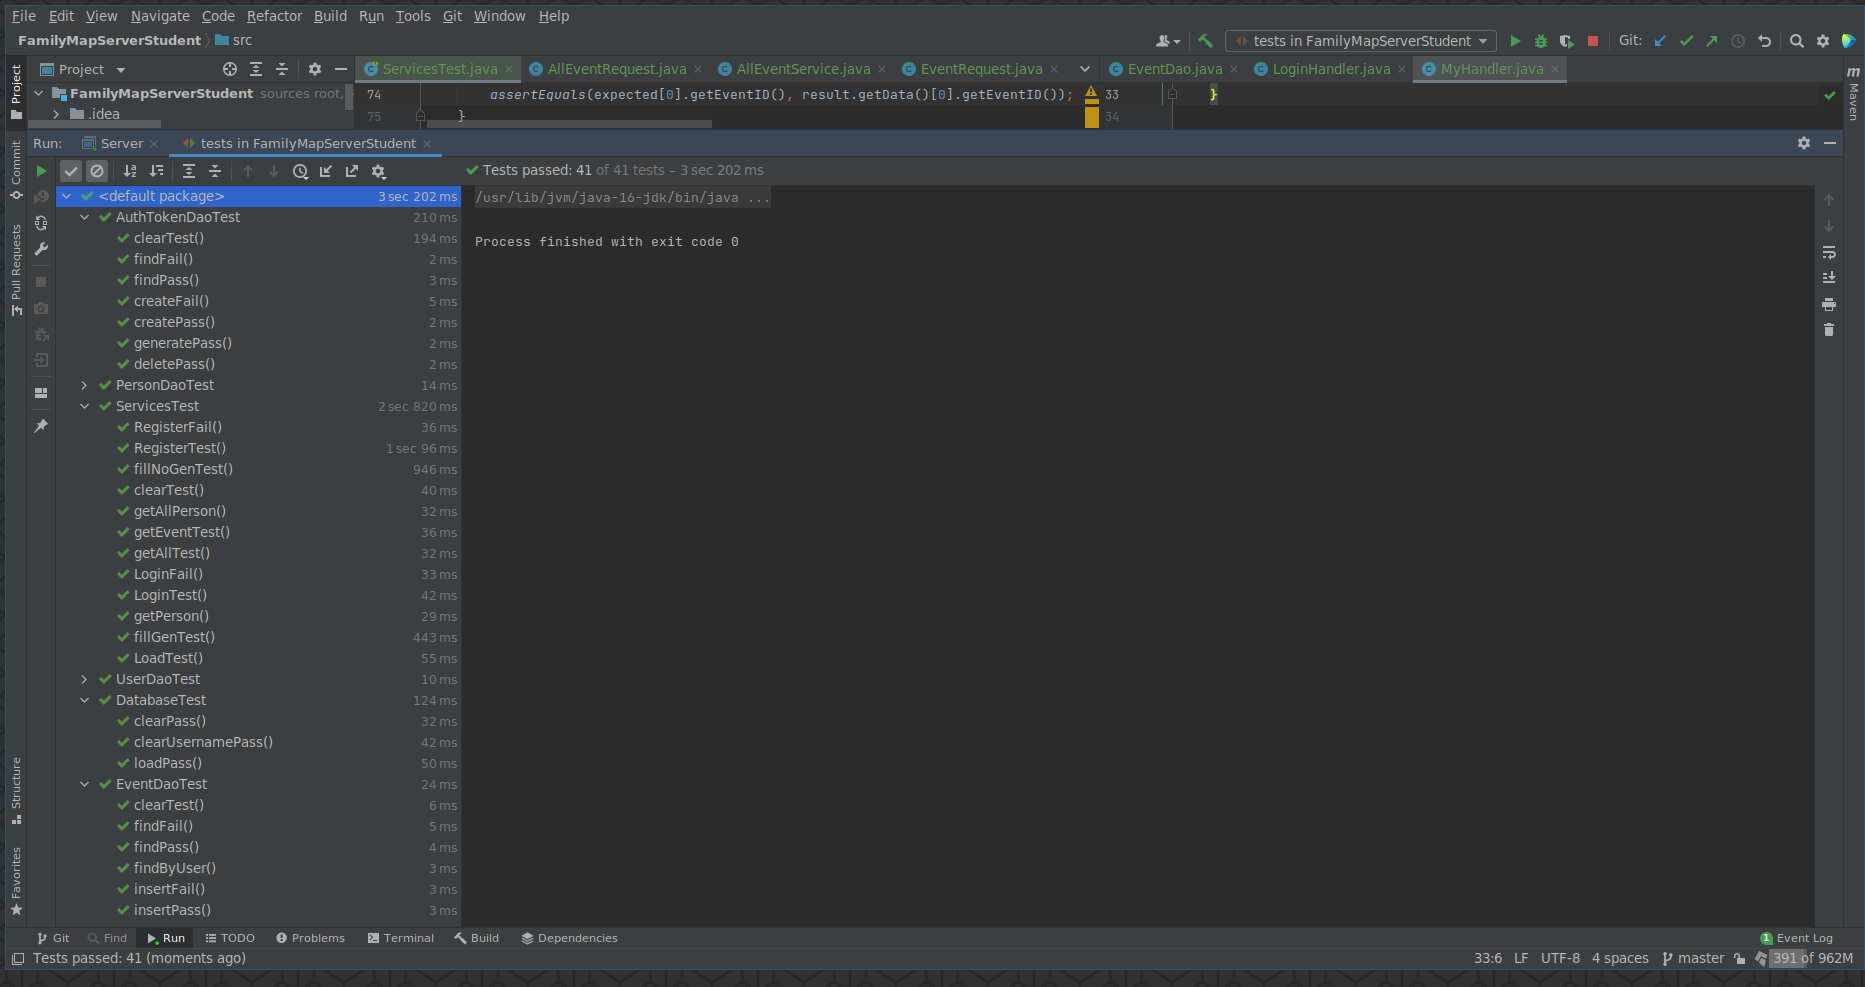 File Edit View Navigate Code Refactor Build Run Tools Git Window Help
FamilyMapServerStudent src tests in FamilyMapServerStudent Git:
Project ServicesTest.java AllEventRequest.java AllEventService.java EventRequest.java EventDao.java LoginHandler.java MyHandler.java
FamilyMapServerStudent sources root, 74 assertEquals(expected[0].getEventID(), result.getData()[0].getEventID()); 33 }
.idea 75 } 34
Run: Server tests in FamilyMapServerStudent
Tests passed: 41 of 41 tests – 3 sec 202 ms
<default package> 3 sec 202 ms /usr/lib/jvm/java-16-jdk/bin/java ...
AuthTokenDaoTest 210 ms
clearTest() 194 ms Process finished with exit code 0
findFail() 2 ms
findPass() 3 ms
createFail() 5 ms
createPass() 2 ms
generatePass() 2 ms
deletePass() 2 ms
PersonDaoTest 14 ms
ServicesTest 2 sec 820 ms
RegisterFail() 36 ms
RegisterTest() 1 sec 96 ms
fillNoGenTest() 946 ms
clearTest() 40 ms
getAllPerson() 32 ms
getEventTest() 36 ms
getAllTest() 32 ms
LoginFail() 33 ms
LoginTest() 42 ms
getPerson() 29 ms
fillGenTest() 443 ms
LoadTest() 55 ms
UserDaoTest 10 ms
DatabaseTest 124 ms
clearPass() 32 ms
clearUsernamePass() 42 ms
loadPass() 50 ms
EventDaoTest 24 ms
clearTest() 6 ms
findFail() 5 ms
findPass() 4 ms
findByUser() 3 ms
insertFail() 3 ms
insertPass() 3 ms
Project
Commit
Pull Requests
Structure
Favorites
m Maven
Git Find Run TODO Problems Terminal Build Dependencies 1 Event Log
Tests passed: 41 (moments ago) 33:6 LF UTF-8 4 spaces master 391 of 962M